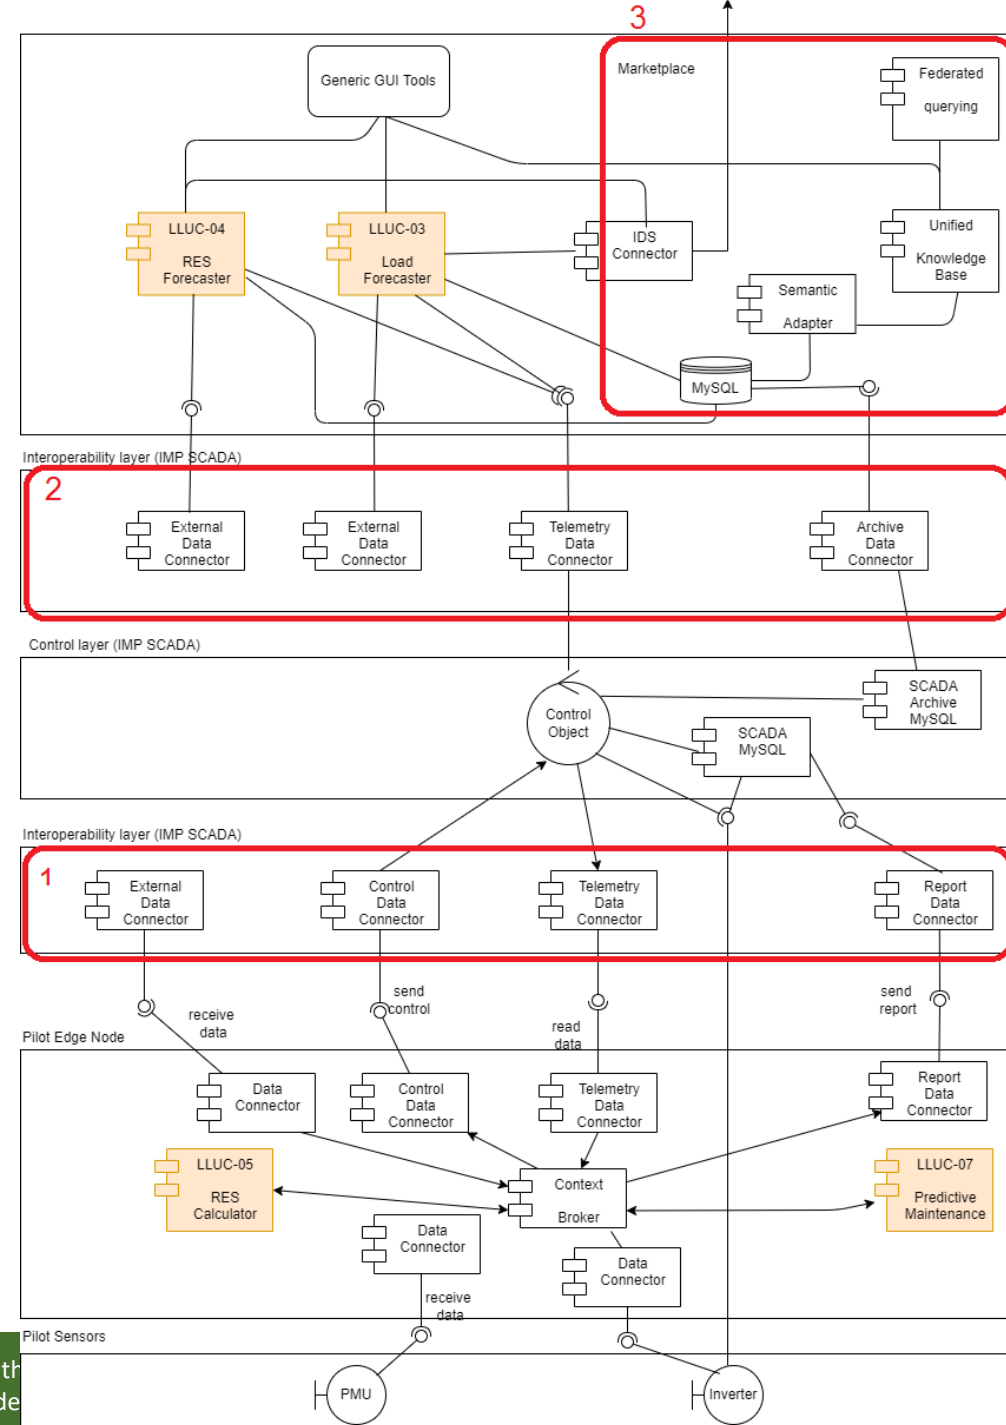 3
Marketplace
Generic GUI Tools
Federated
querying
LLUC-04
RES
Forecaster
LLUC-03
Load
Forecaster
IDS
Connector
Unified
Knowledge
Base
Semantic
Adapter
MySQL
Interoperability layer (IMP SCADA)
2
External
Data
Connector
External
Data
Connector
Telemetry
Data
Connector
Archive
Data
Connector
Control layer (IMP SCADA)
Control
Object
SCADA
Archive
MySQL
SCADA
MySQL
Interoperability layer (IMP SCADA)
1
External
Data
Connector
Control
Data
Connector
Telemetry
Data
Connector
Report
Data
Connector
receive
data
send
control
read
data
send
report
Pilot Edge Node
Data
Connector
Control
Data
Connector
Telemetry
Data
Connector
Report
Data
Connector
LLUC-05
RES
Calculator
Context
Broker
LLUC-07
Predictive
Maintenance
Data
Connector
Data
Connector
receive
data
Pilot Sensors
th
de
PMU
Inverter